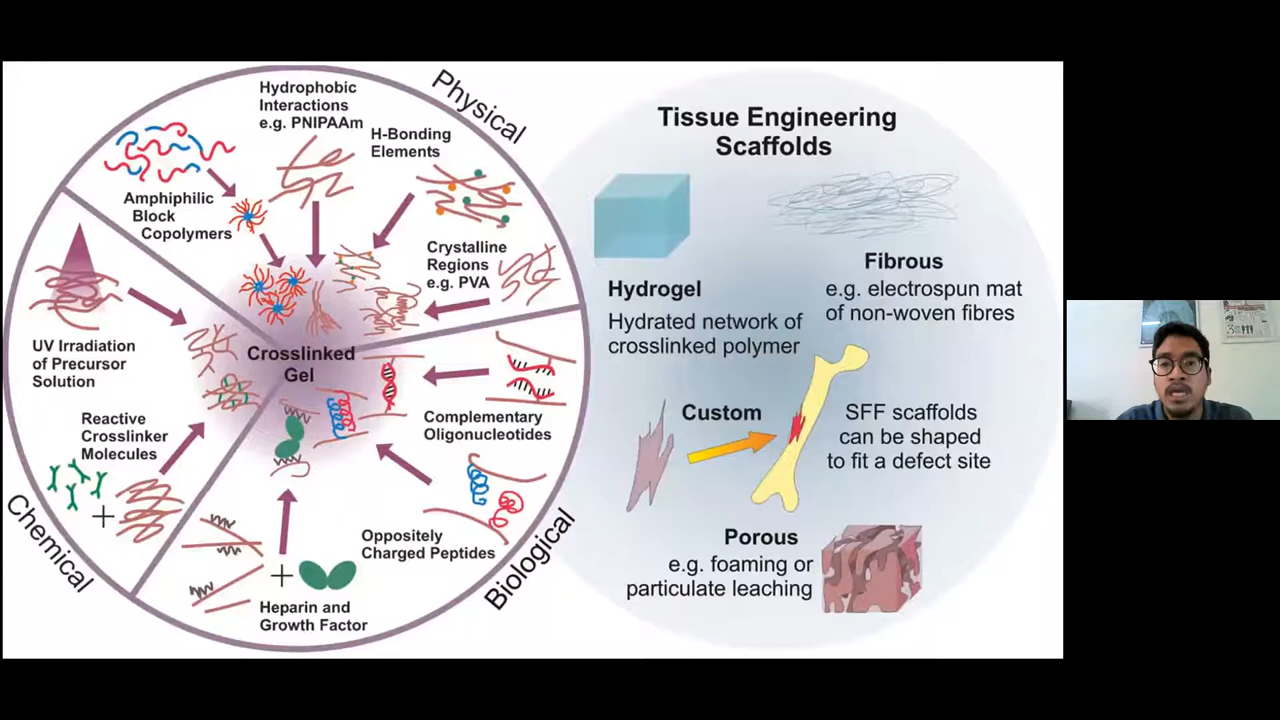 Physical
Hydrophobic
Interactions
e.g. PNIPAAm
H-Bonding
Elements
Amphiphilic
Block
Copolymers
Crystalline
Regions
e.g. PVA
Crosslinked
Gel
UV Irradiation
of Precursor
Solution
Reactive
Crosslinker
Molecules
+
Chemical
Complementary
Oligonucleotides
Oppositely
Charged Peptides
+
Heparin and
Growth Factor
Biological
Tissue Engineering
Scaffolds
Hydrogel
Hydrated network of
crosslinked polymer
Fibrous
e.g. electrospun mat
of non-woven fibres
Custom
SFF scaffolds
can be shaped
to fit a defect site
Porous
e.g. foaming or
particulate leaching